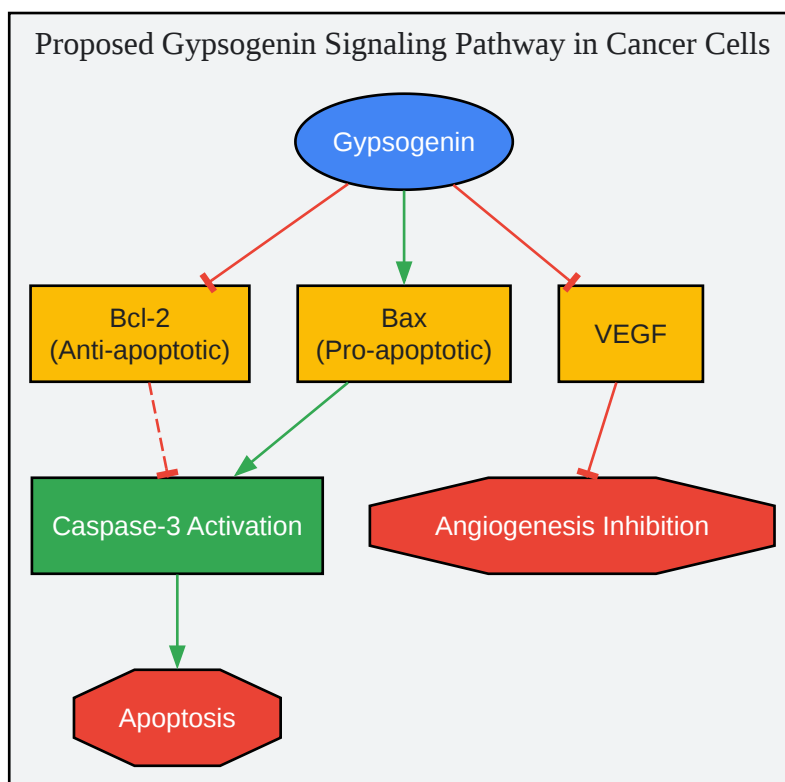 Proposed Gypsogenin Signaling Pathway in Cancer Cells
Gypsogenin
Bcl-2
(Anti-apoptotic)
Bax
(Pro-apoptotic)
VEGF
Caspase-3 Activation
Angiogenesis Inhibition
Apoptosis